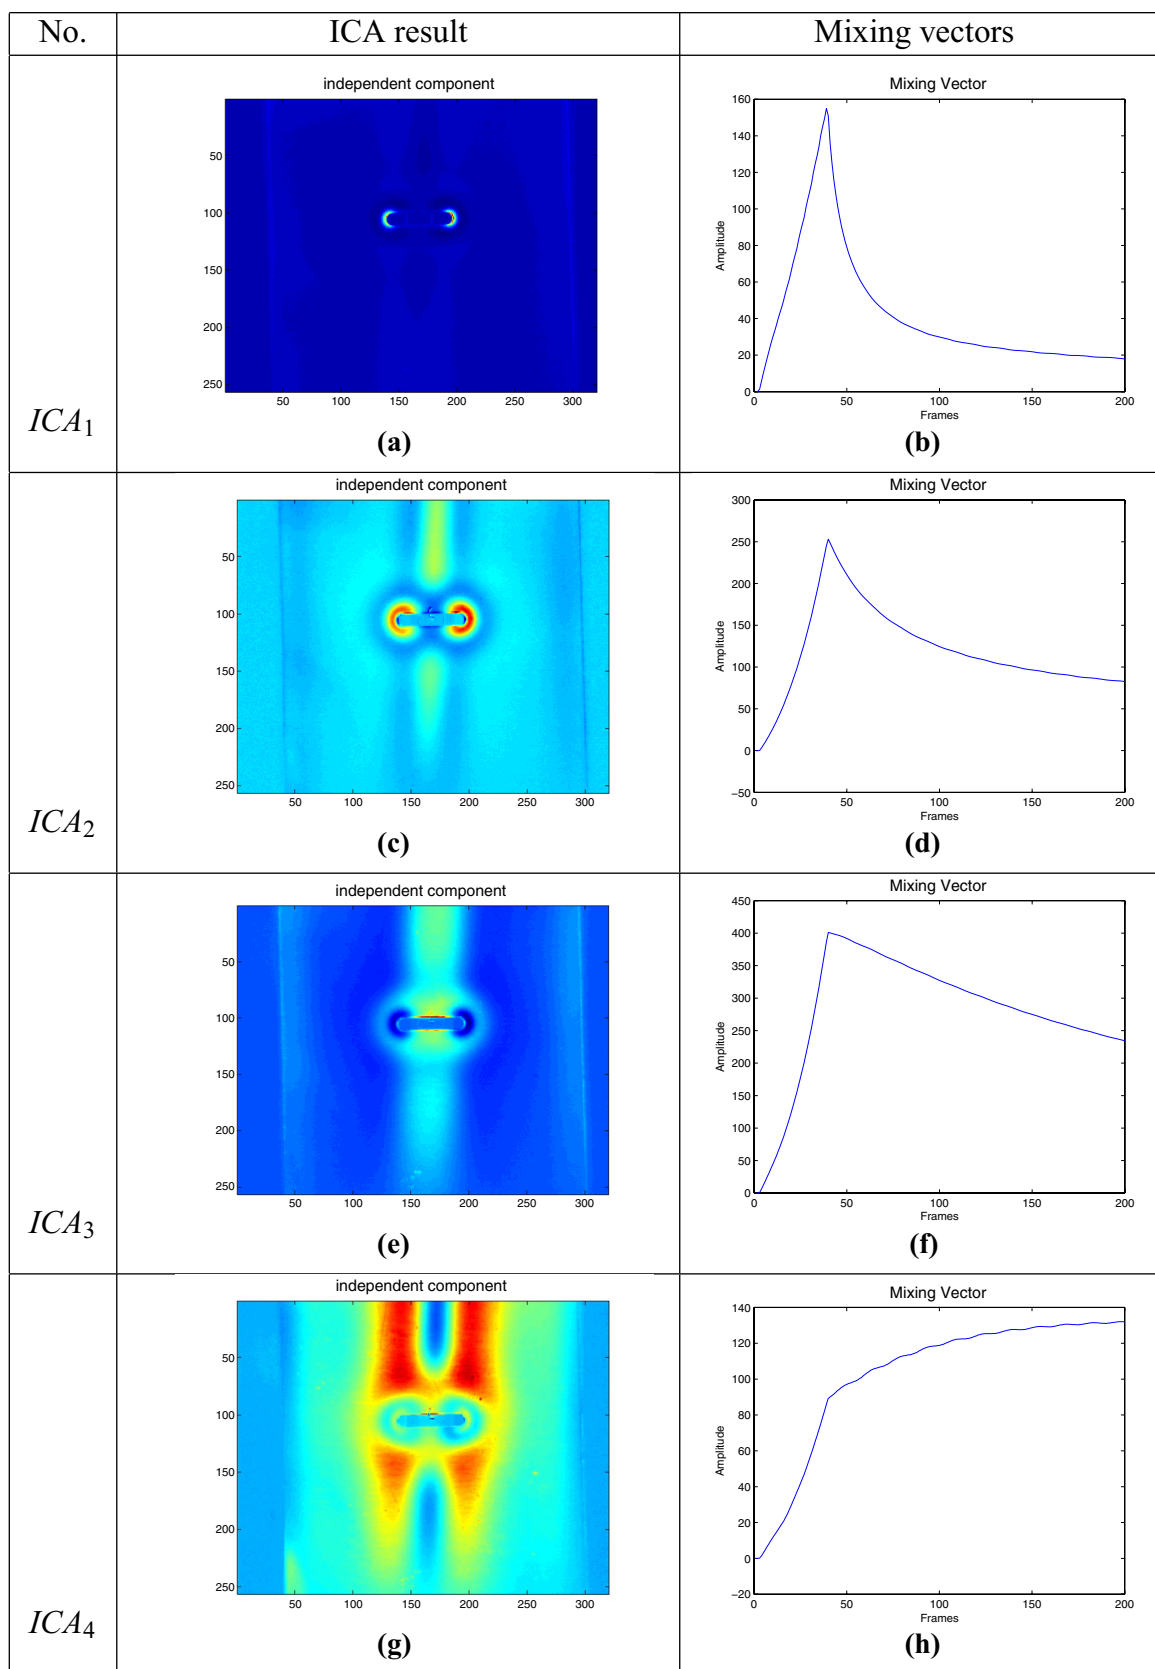 No. ICA result Mixing vectors
independent component
50
100
150
200
250
50 100 150 200 250 300
(a)
Mixing Vector
160
140
120
100
80
60
40
20
0
Amplitude
0 50 100 150 200
Frames
(b)
ICA1
independent component
50
100
150
200
250
50 100 150 200 250 300
(c)
Mixing Vector
300
250
200
150
100
50
0
−50
Amplitude
0 50 100 150 200
Frames
(d)
ICA2
independent component
50
100
150
200
250
50 100 150 200 250 300
(e)
Mixing Vector
450
400
350
300
250
200
150
100
50
0
Amplitude
0 50 100 150 200
Frames
(f)
ICA3
independent component
50
100
150
200
250
50 100 150 200 250 300
(g)
Mixing Vector
140
120
100
80
60
40
20
0
−20
Amplitude
0 50 100 150 200
Frames
(h)
ICA4